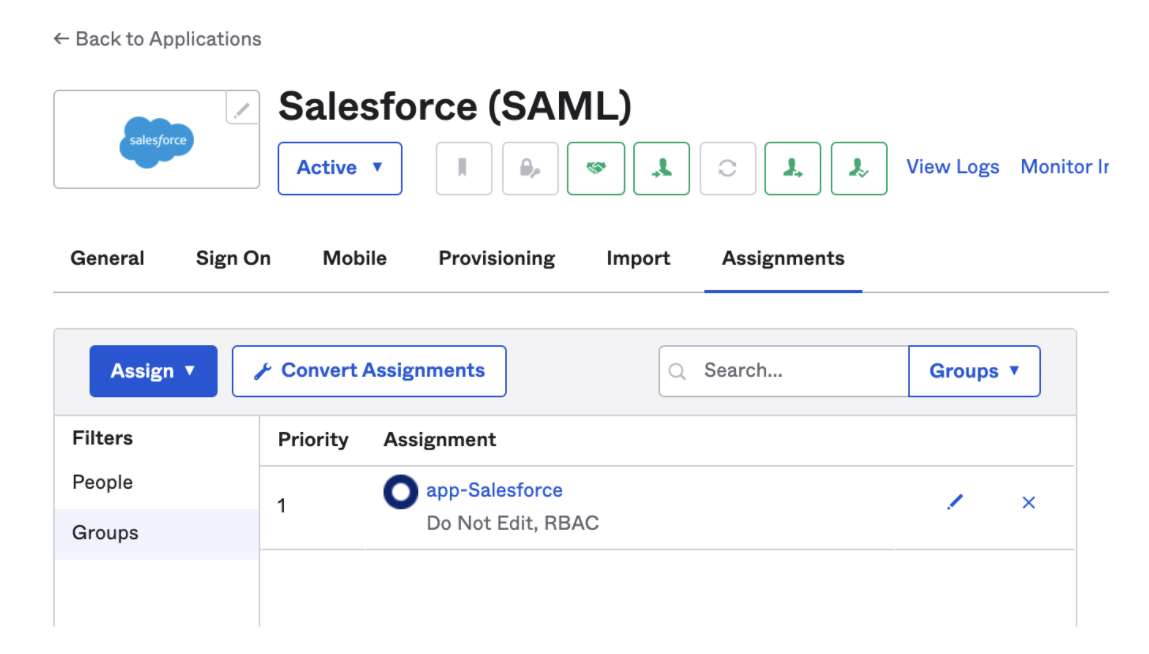 ← Back to Applications
salesforce
Salesforce (SAML)
Active ▼
View Logs Monitor Ir
General Sign On Mobile Provisioning Import Assignments
Assign ▼ Convert Assignments Search... Groups ▼
Filters Priority Assignment
People
1 app-Salesforce
Do Not Edit, RBAC
Groups